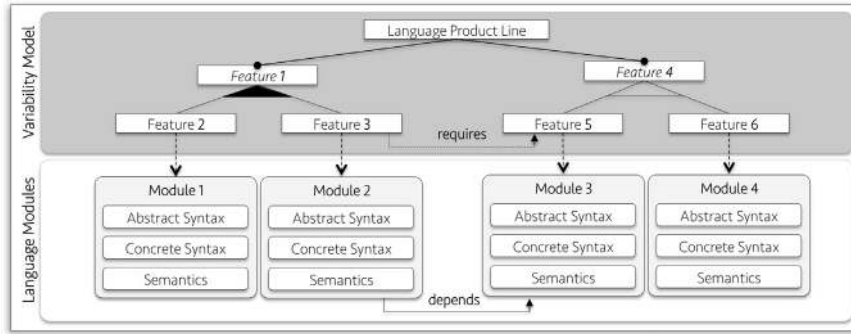 Variability Model
Language Product Line
Feature 1
Feature 4
Feature 2
Feature 3
requires
Feature 5
Feature 6
Language Modules
Module 1
Abstract Syntax
Concrete Syntax
Semantics
Module 2
Abstract Syntax
Concrete Syntax
Semantics
depends
Module 3
Abstract Syntax
Concrete Syntax
Semantics
Module 4
Abstract Syntax
Concrete Syntax
Semantics